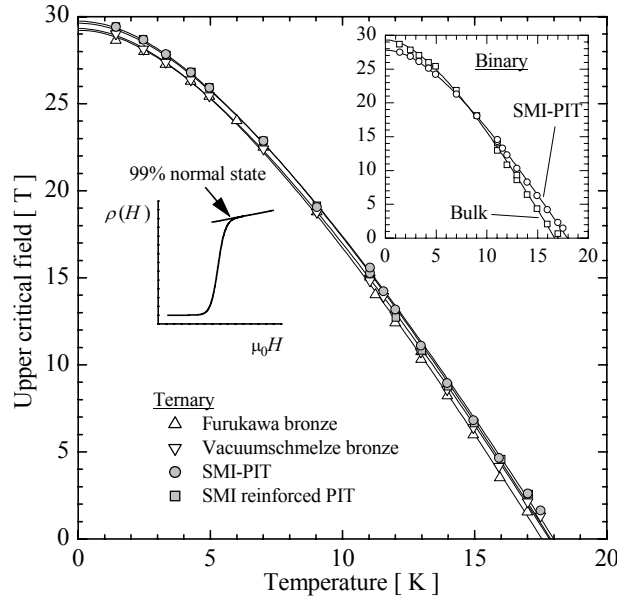 Upper critical field [ T ]
30
25
20
15
10
5
0
0 5 10 15 20
Temperature [ K ]
99% normal state
ρ(H)
μ₀H
Ternary
Furukawa bronze
Vacuumschmelze bronze
SMI-PIT
SMI reinforced PIT
Binary
SMI-PIT
Bulk
30
25
20
15
10
5
0
0 5 10 15 20